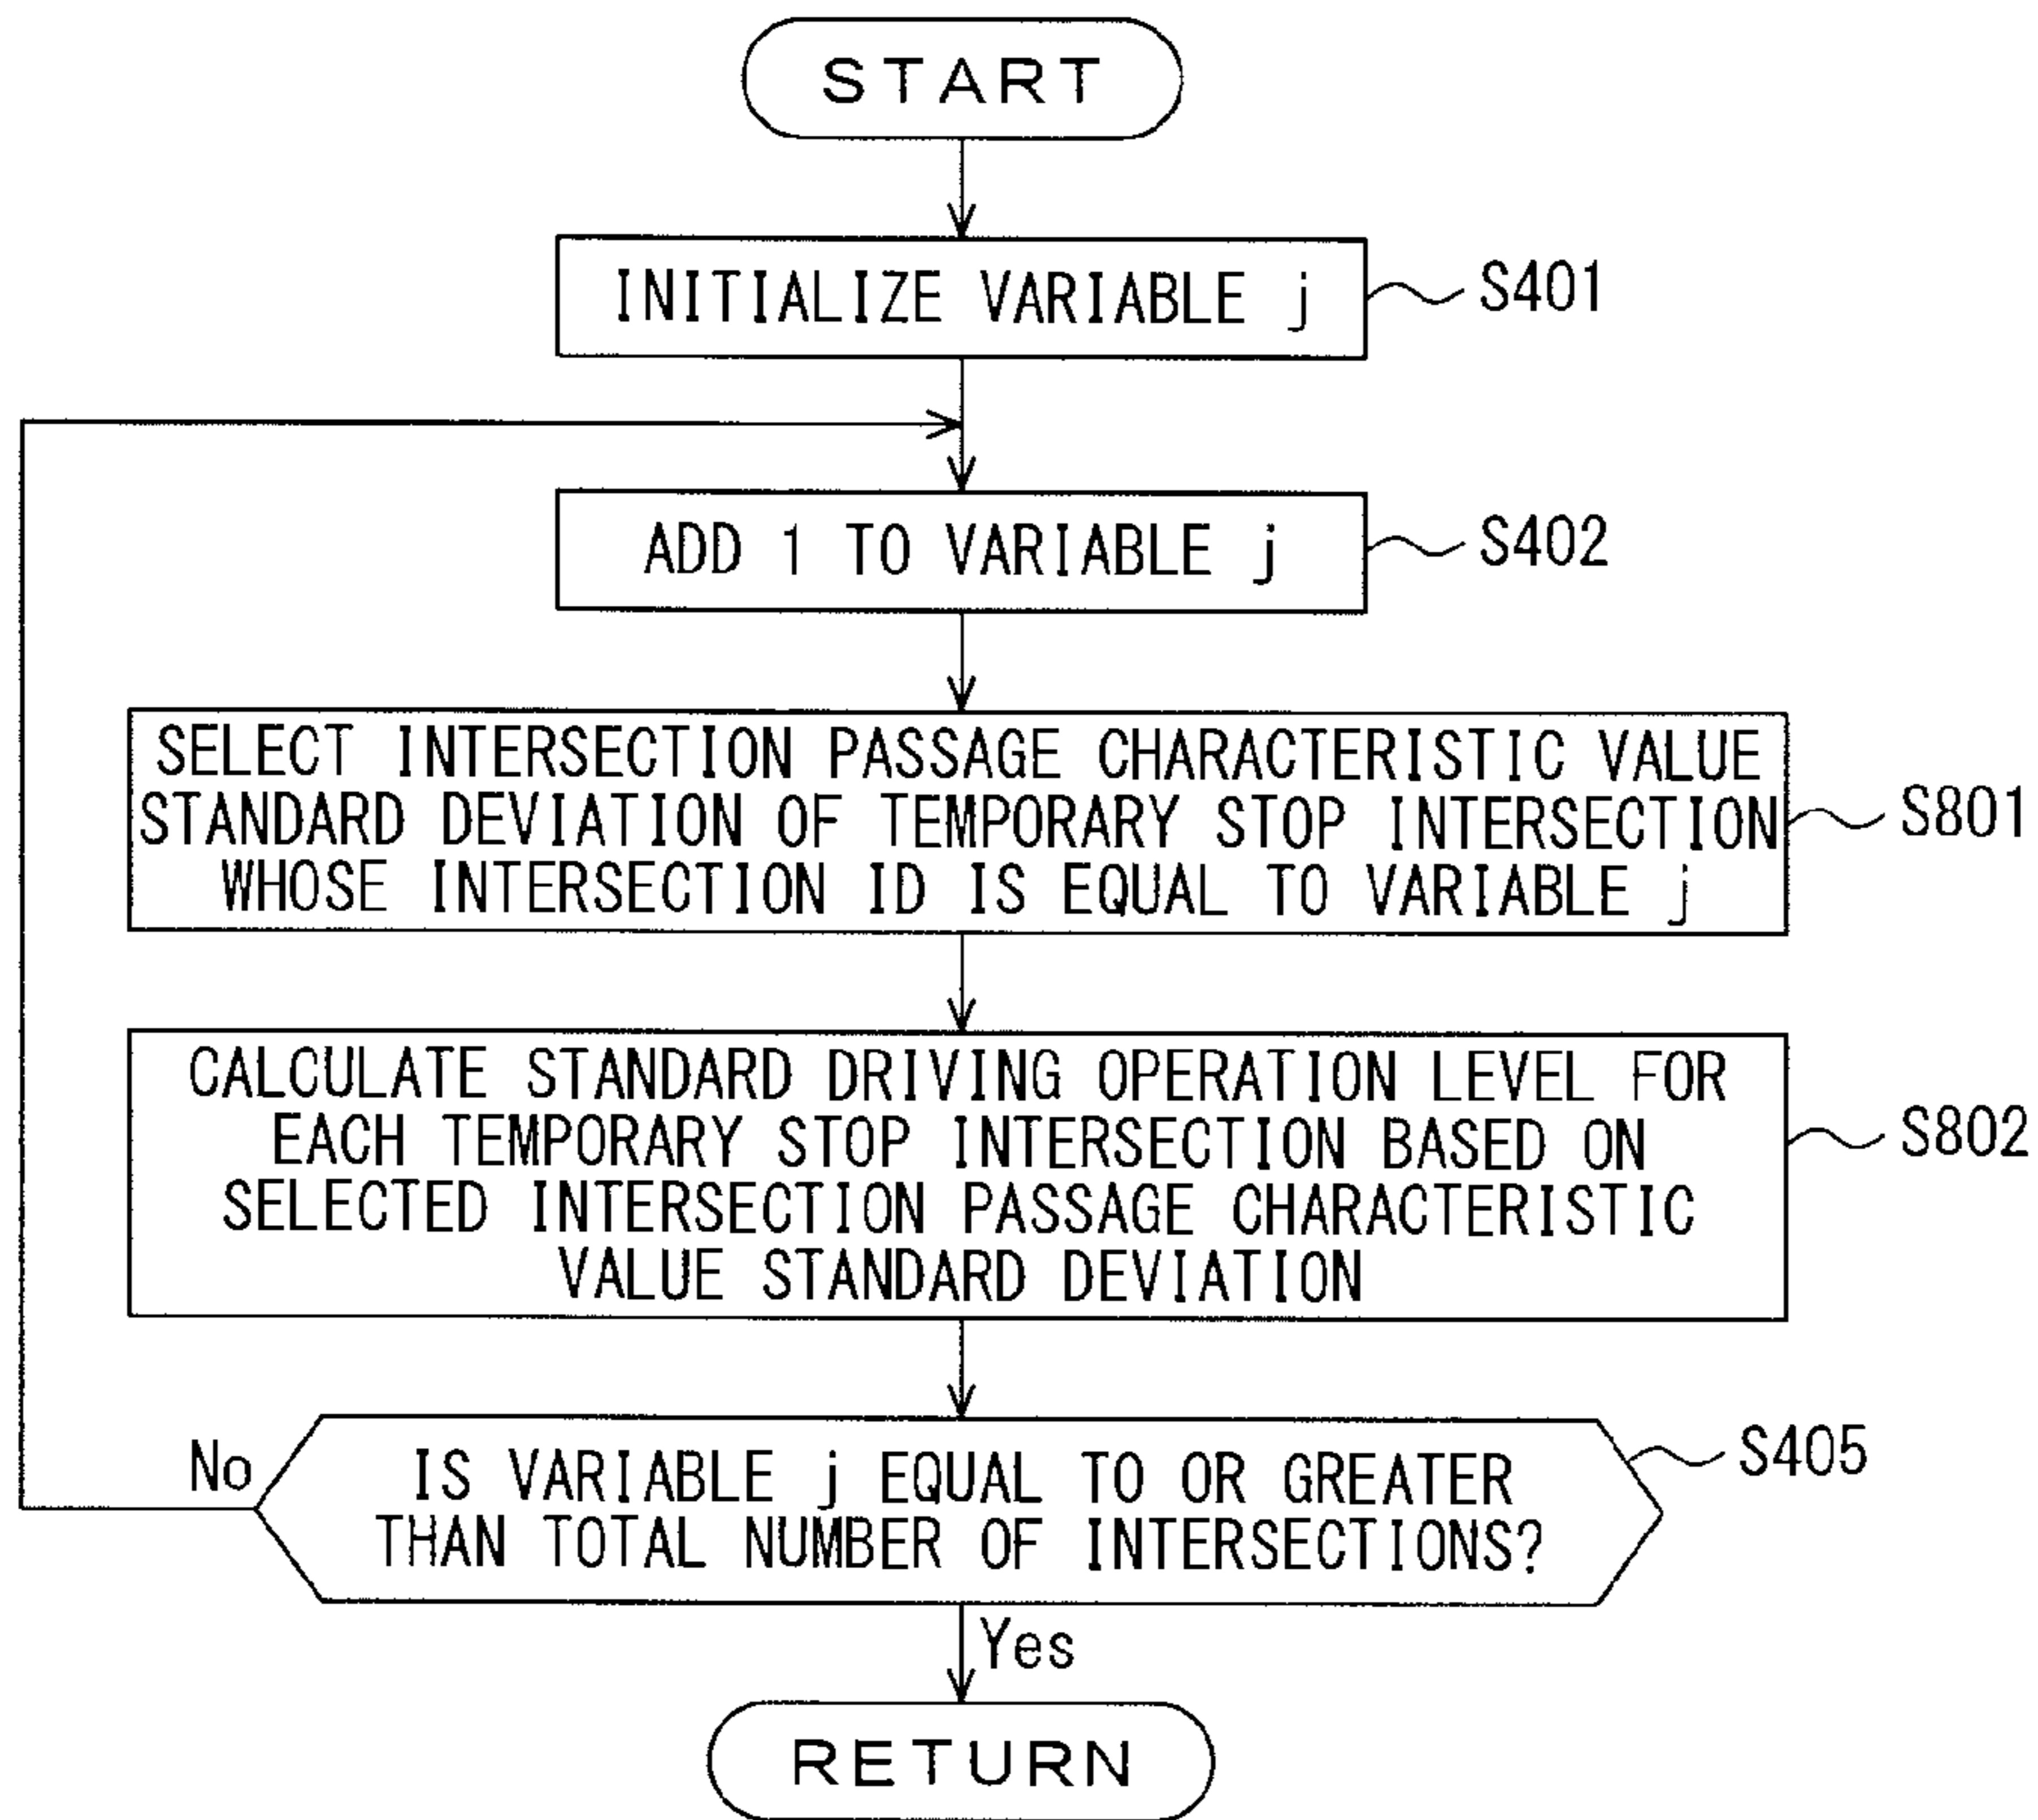 START
INITIALIZE VARIABLE j
S401
ADD 1 TO VARIABLE j
S402
SELECT INTERSECTION PASSAGE CHARACTERISTIC VALUE
STANDARD DEVIATION OF TEMPORARY STOP INTERSECTION
WHOSE INTERSECTION ID IS EQUAL TO VARIABLE j
S801
CALCULATE STANDARD DRIVING OPERATION LEVEL FOR
EACH TEMPORARY STOP INTERSECTION BASED ON
SELECTED INTERSECTION PASSAGE CHARACTERISTIC
VALUE STANDARD DEVIATION
S802
No
IS VARIABLE j EQUAL TO OR GREATER
THAN TOTAL NUMBER OF INTERSECTIONS?
S405
Yes
RETURN